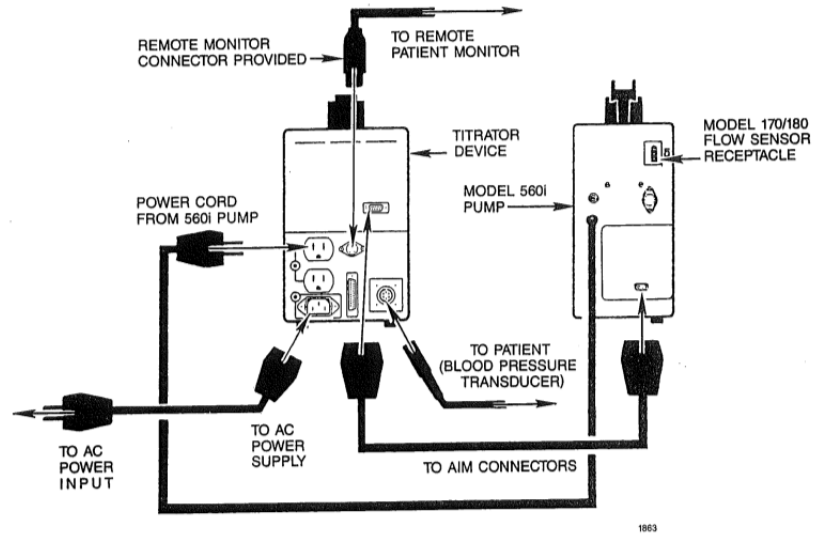 REMOTE MONITOR
CONNECTOR PROVIDED
TO REMOTE
PATIENT MONITOR
TITRATOR
DEVICE
MODEL 170/180
FLOW SENSOR
RECEPTACLE
POWER CORD
FROM 560i PUMP
MODEL 560i
PUMP
TO PATIENT
(BLOOD PRESSURE
TRANSDUCER)
TO AC
POWER
INPUT
TO AC
POWER
SUPPLY
TO AIM CONNECTORS
1863